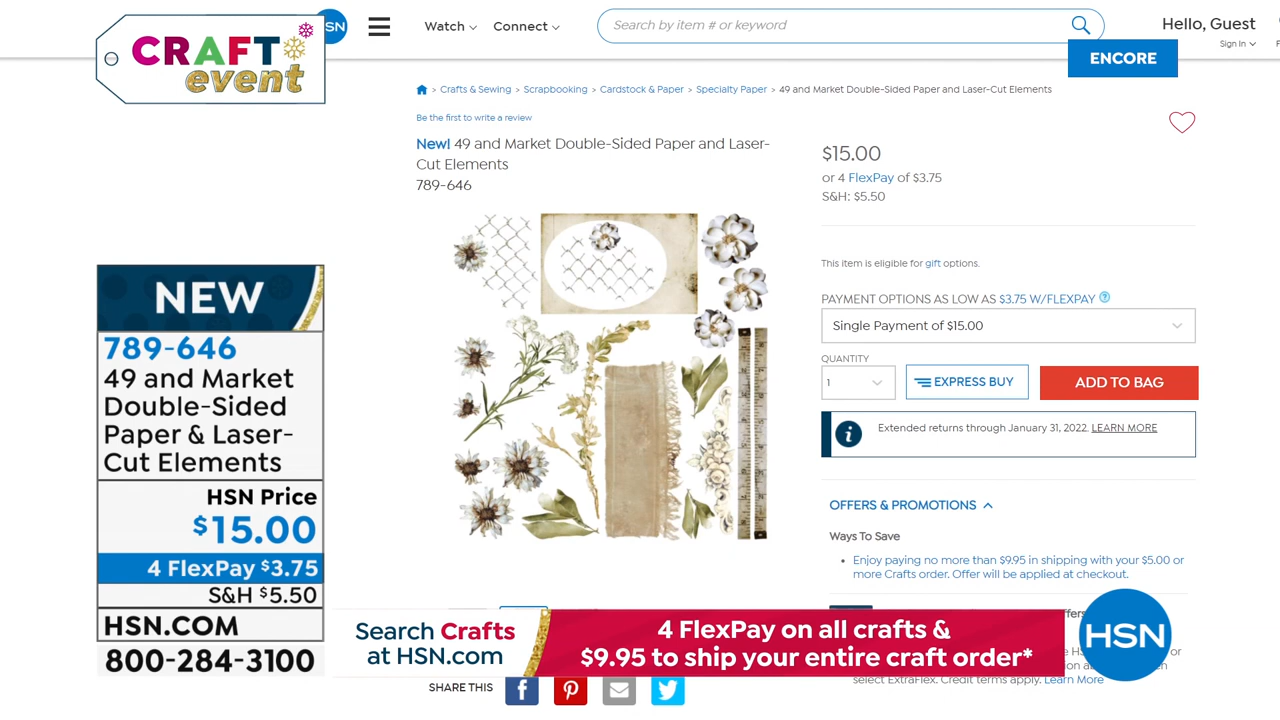 CRAFT
event
SN
Watch
Connect
Search by item # or keyword
Hello, Guest
Sign In
ENCORE
> Crafts & Sewing > Scrapbooking > Cardstock & Paper > Specialty Paper > 49 and Market Double-Sided Paper and Laser-Cut Elements
Be the first to write a review
New! 49 and Market Double-Sided Paper and Laser-
Cut Elements
789-646
$15.00
or 4 FlexPay of $3.75
S&H: $5.50
This item is eligible for gift options.
PAYMENT OPTIONS AS LOW AS $3.75 W/FLEXPAY ?
Single Payment of $15.00
QUANTITY
1
EXPRESS BUY
ADD TO BAG
Extended returns through January 31, 2022. LEARN MORE
OFFERS & PROMOTIONS
Ways To Save
• Enjoy paying no more than $9.95 in shipping with your $5.00 or
more Crafts order. Offer will be applied at checkout.
select ExtraFlex. Credit terms apply. Learn More
NEW
789-646
49 and Market
Double-Sided
Paper & Laser-
Cut Elements
HSN Price
$15.00
4 FlexPay $3.75
S&H $5.50
HSN.COM
800-284-3100
Search Crafts
at HSN.com
4 FlexPay on all crafts &
$9.95 to ship your entire craft order*
HSN
SHARE THIS